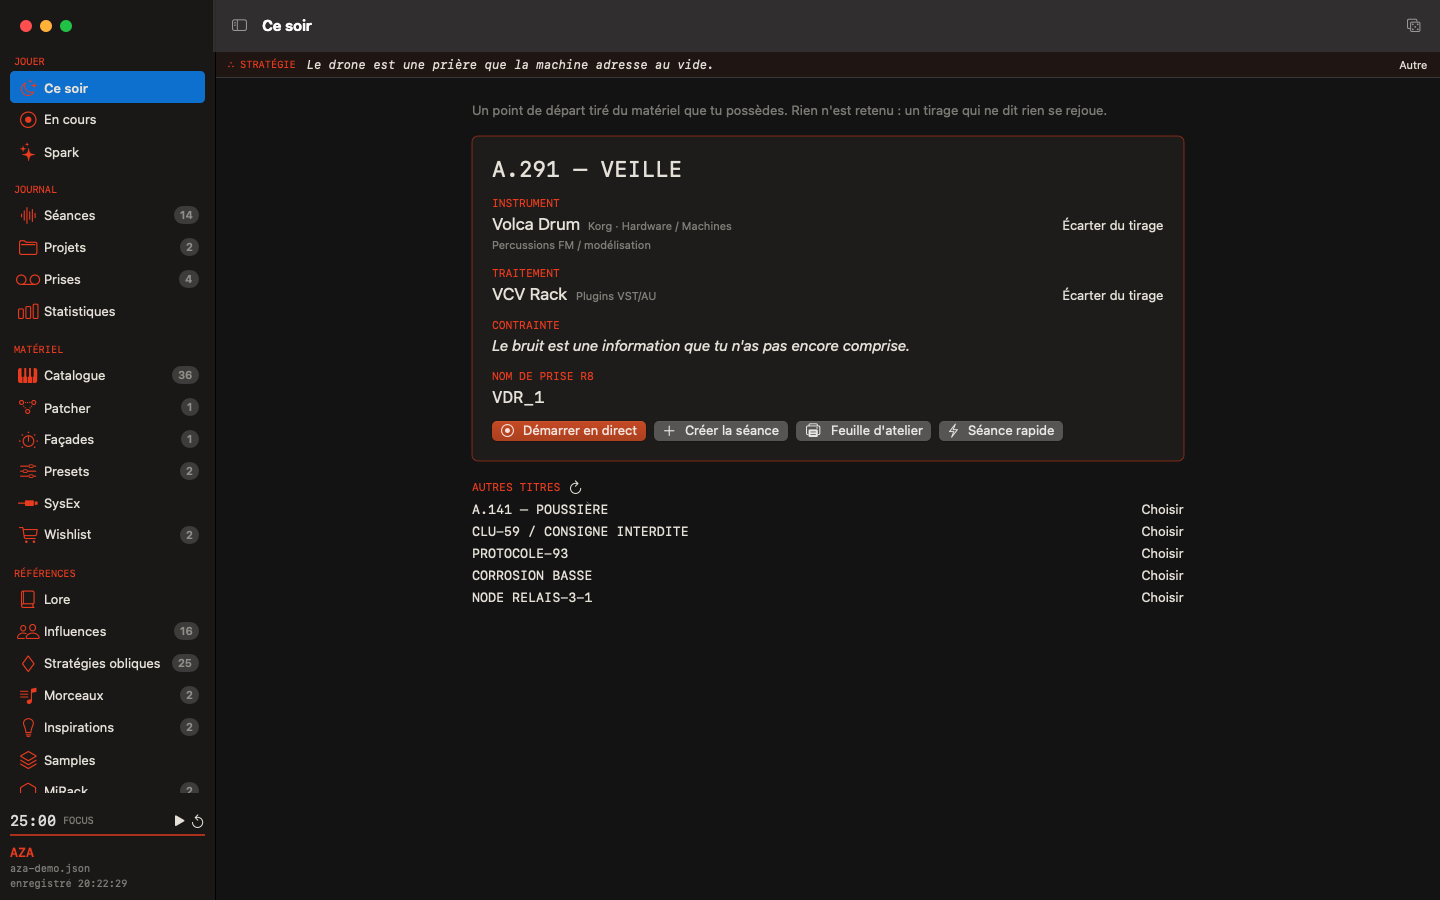 Ce soir
JOUER
Ce soir
En cours
Spark
JOURNAL
Séances 14
Projets 2
Prises 4
Statistiques
MATÉRIEL
Catalogue 36
Patcher 1
Façades 1
Presets 2
SysEx
Wishlist 2
RÉFÉRENCES
Lore
Influences 16
Stratégies obliques 25
Morceaux 2
Inspirations 2
Samples
MiRack 2
25:00 FOCUS
AZA
aza-demo.json
enregistré 20:22:29
∴ STRATÉGIE Le drone est une prière que la machine adresse au vide. Autre
Un point de départ tiré du matériel que tu possèdes. Rien n'est retenu : un tirage qui ne dit rien se rejoue.
A.291 — VEILLE
INSTRUMENT
Volca Drum Korg · Hardware / Machines Écarter du tirage
Percussions FM / modélisation
TRAITEMENT
VCV Rack Plugins VST/AU Écarter du tirage
CONTRAINTE
Le bruit est une information que tu n'as pas encore comprise.
NOM DE PRISE R8
VDR_1
Démarrer en direct Créer la séance Feuille d'atelier Séance rapide
AUTRES TITRES
A.141 — POUSSIÈRE Choisir
CLU-59 / CONSIGNE INTERDITE Choisir
PROTOCOLE-93 Choisir
CORROSION BASSE Choisir
NODE RELAIS-3-1 Choisir